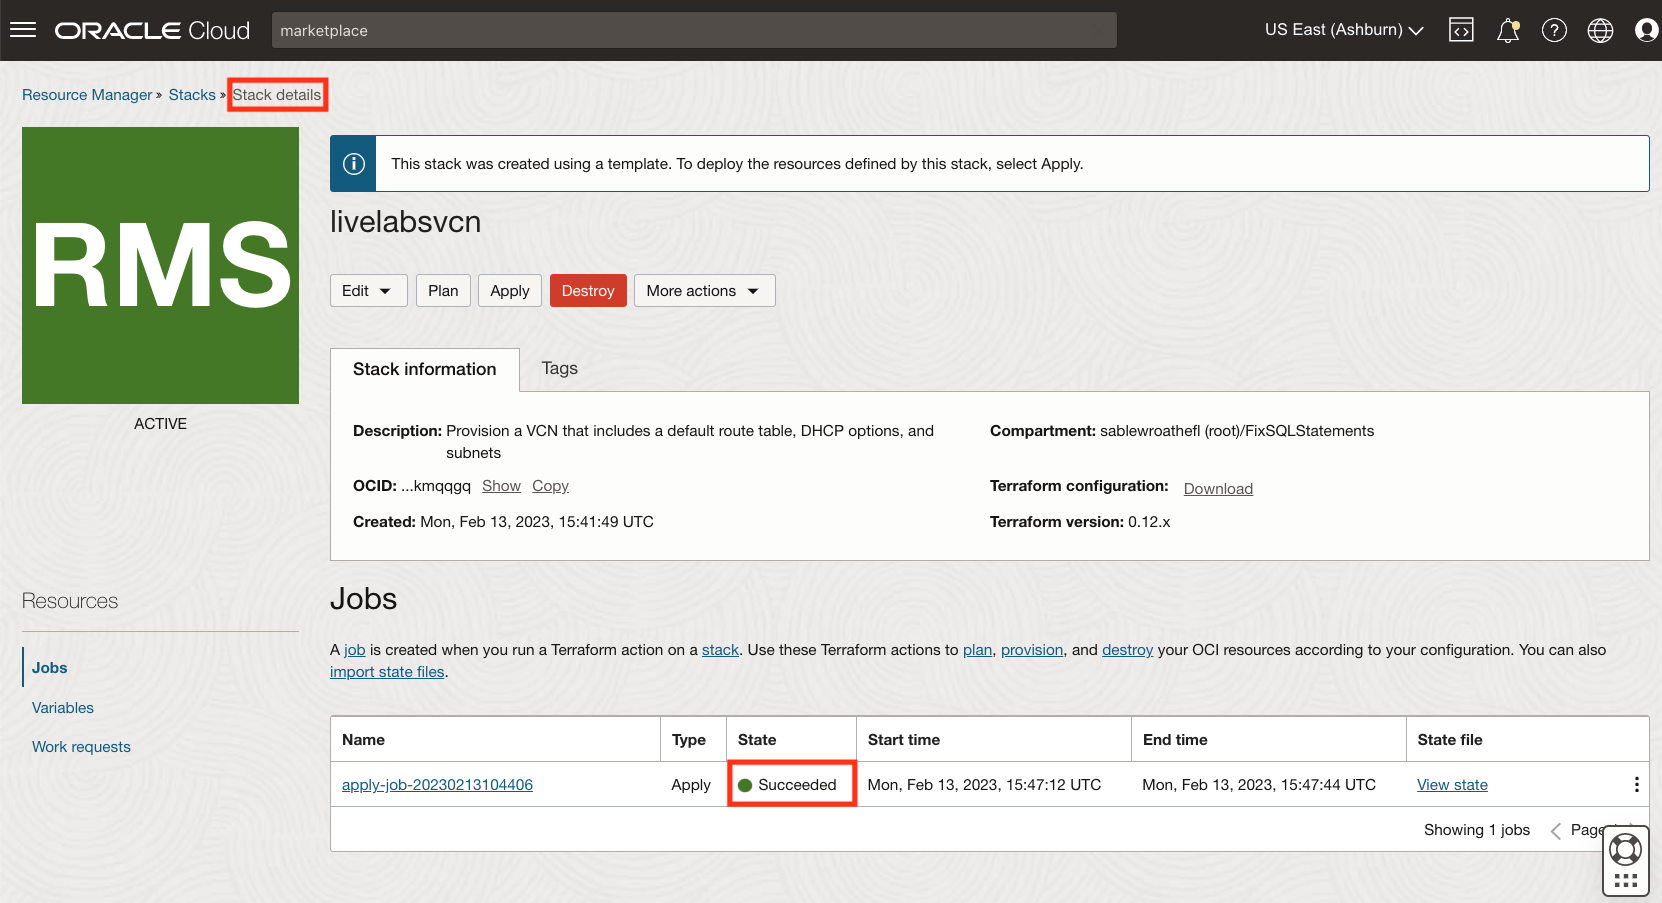 ORACLE Cloud
marketplace
US East (Ashburn)
Resource Manager » Stacks » Stack details
RMS
ACTIVE
This stack was created using a template. To deploy the resources defined by this stack, select Apply.
livelabsvcn
Edit Plan Apply Destroy More actions
Stack information Tags
Description: Provision a VCN that includes a default route table, DHCP options, and
subnets
Compartment: sablewroathefl (root)/FixSQLStatements
OCID: ...kmqqgq Show Copy
Terraform configuration: Download
Created: Mon, Feb 13, 2023, 15:41:49 UTC
Terraform version: 0.12.x
Resources
Jobs
Variables
Work requests
Jobs
A job is created when you run a Terraform action on a stack. Use these Terraform actions to plan, provision, and destroy your OCI resources according to your configuration. You can also
import state files.
Name Type State Start time End time State file
apply-job-20230213104406 Apply Succeeded Mon, Feb 13, 2023, 15:47:12 UTC Mon, Feb 13, 2023, 15:47:44 UTC View state
Showing 1 jobs Page